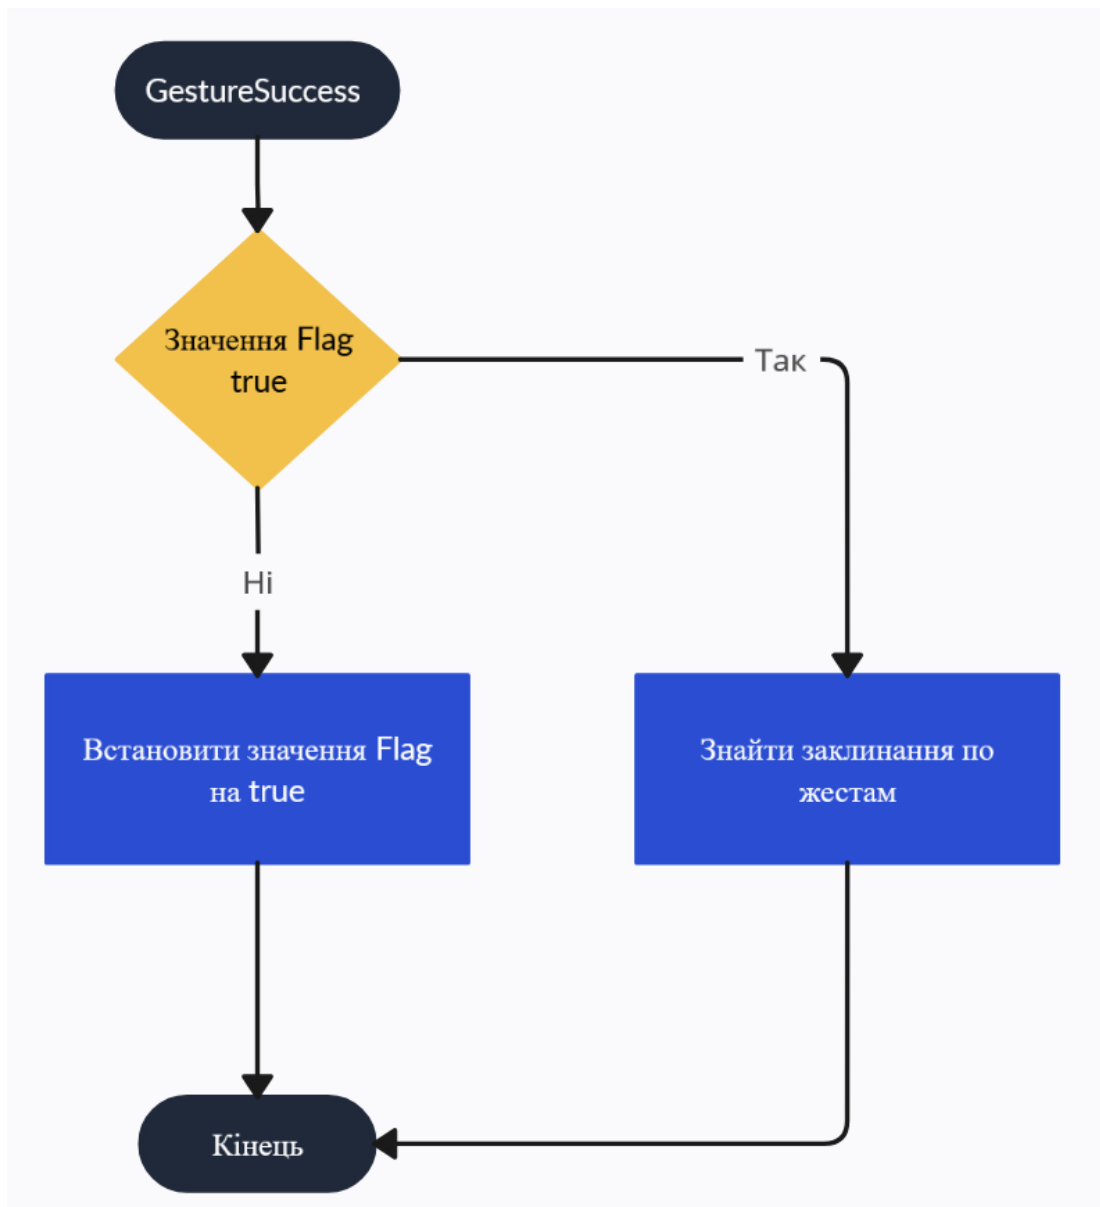 GestureSuccess
Значення Flag
true
Так
Ні
Встановити значення Flag
на true
Знайти заклинання по
жестам
Кінець